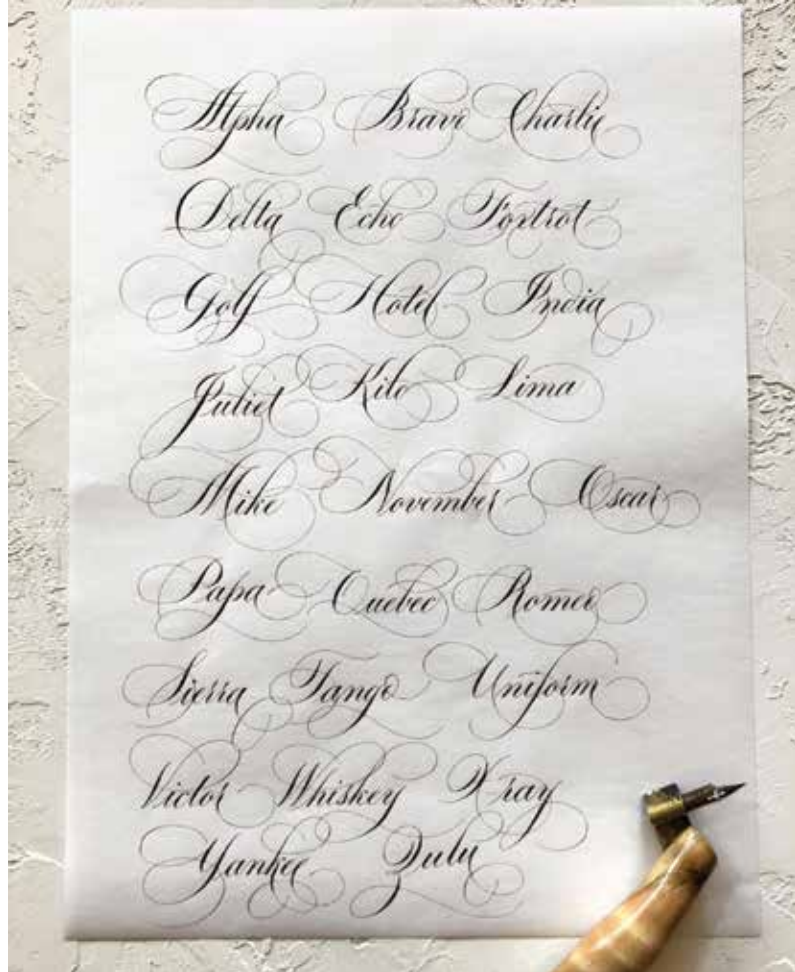 Alpha Bravo Charlie
Delta Echo Foxtrot
Golf Hotel India
Juliet Kilo Lima
Mike November Oscar
Papa Quebec Romeo
Sierra Tango Uniform
Victor Whiskey Xray
Yankee Zulu